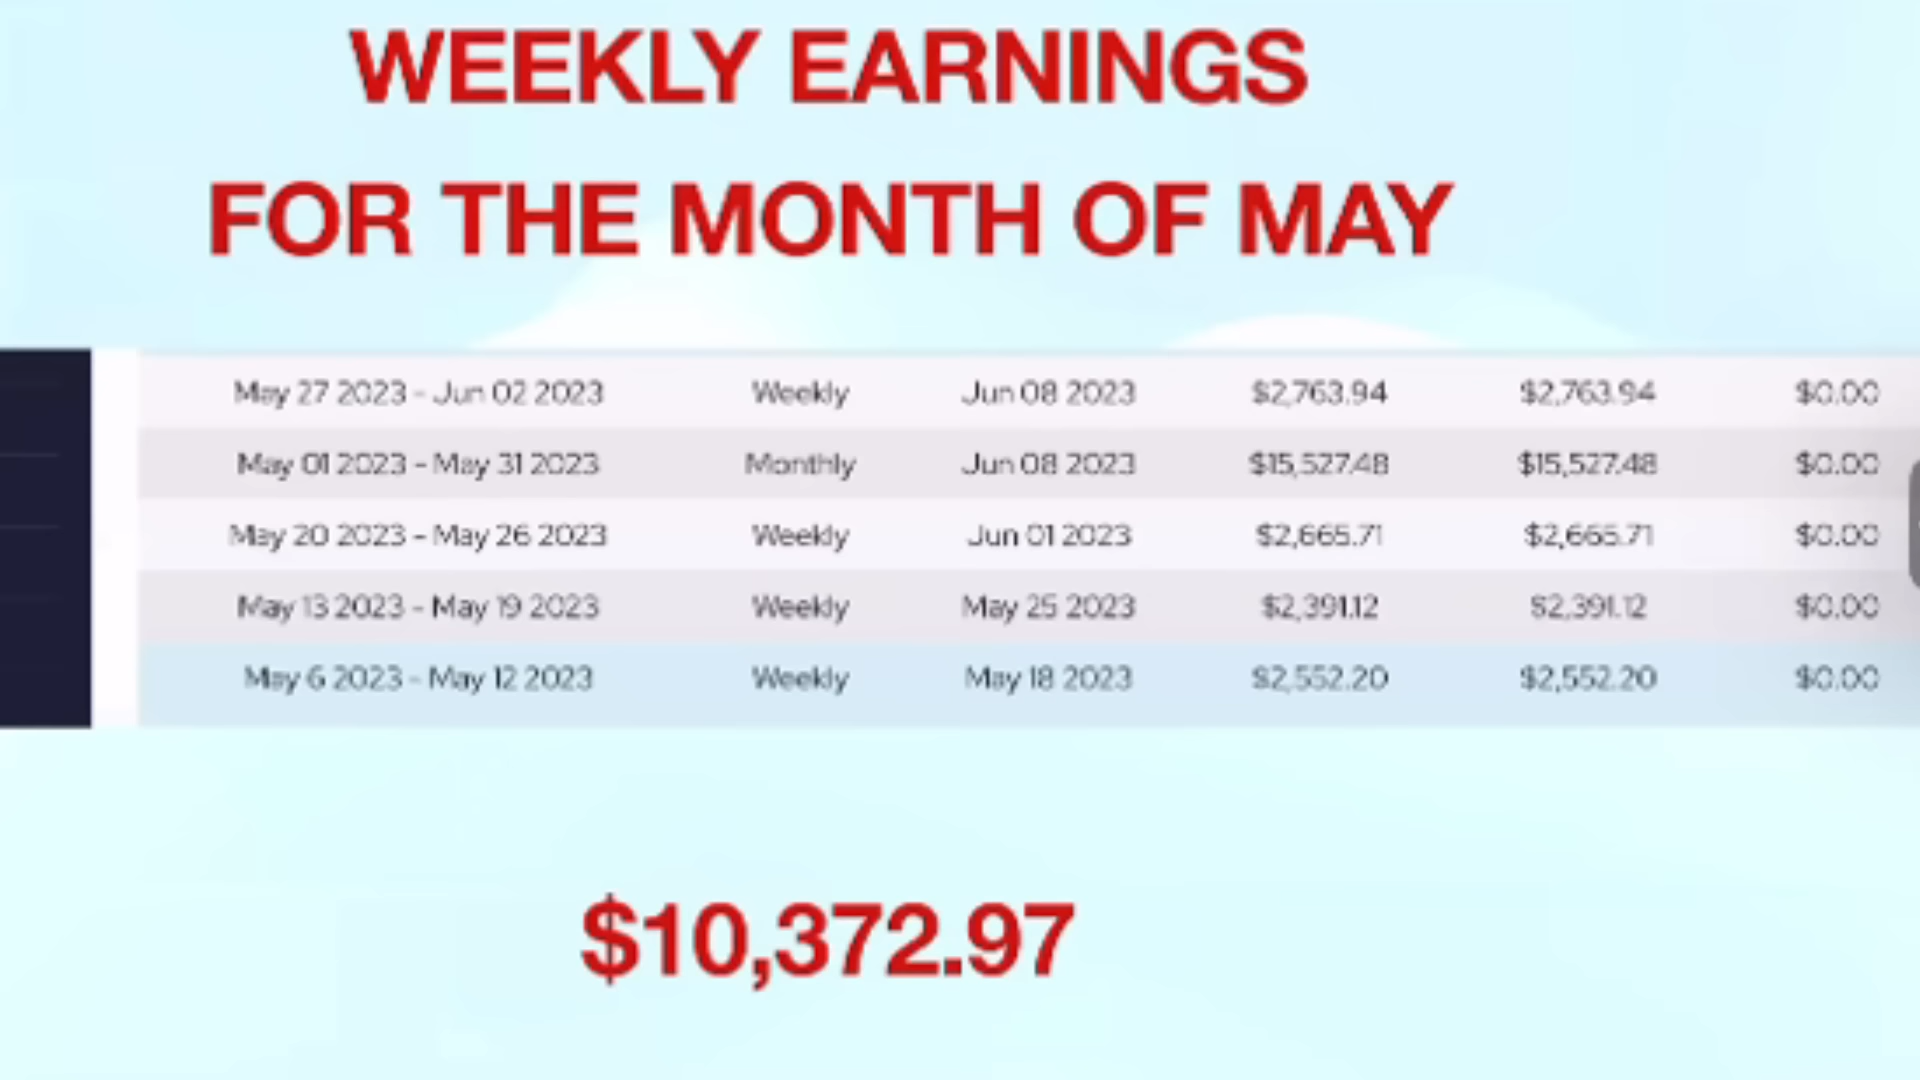 WEEKLY EARNINGS
FOR THE MONTH OF MAY
May 27 2023 - Jun 02 2023 Weekly Jun 08 2023 $2,763.94 $2,763.94 $0.00
May 01 2023 - May 31 2023 Monthly Jun 08 2023 $15,527.48 $15,527.48 $0.00
May 20 2023 - May 26 2023 Weekly Jun 01 2023 $2,665.71 $2,665.71 $0.00
May 13 2023 - May 19 2023 Weekly May 25 2023 $2,391.12 $2,391.12 $0.00
May 6 2023 - May 12 2023 Weekly May 18 2023 $2,552.20 $2,552.20 $0.00
$10,372.97